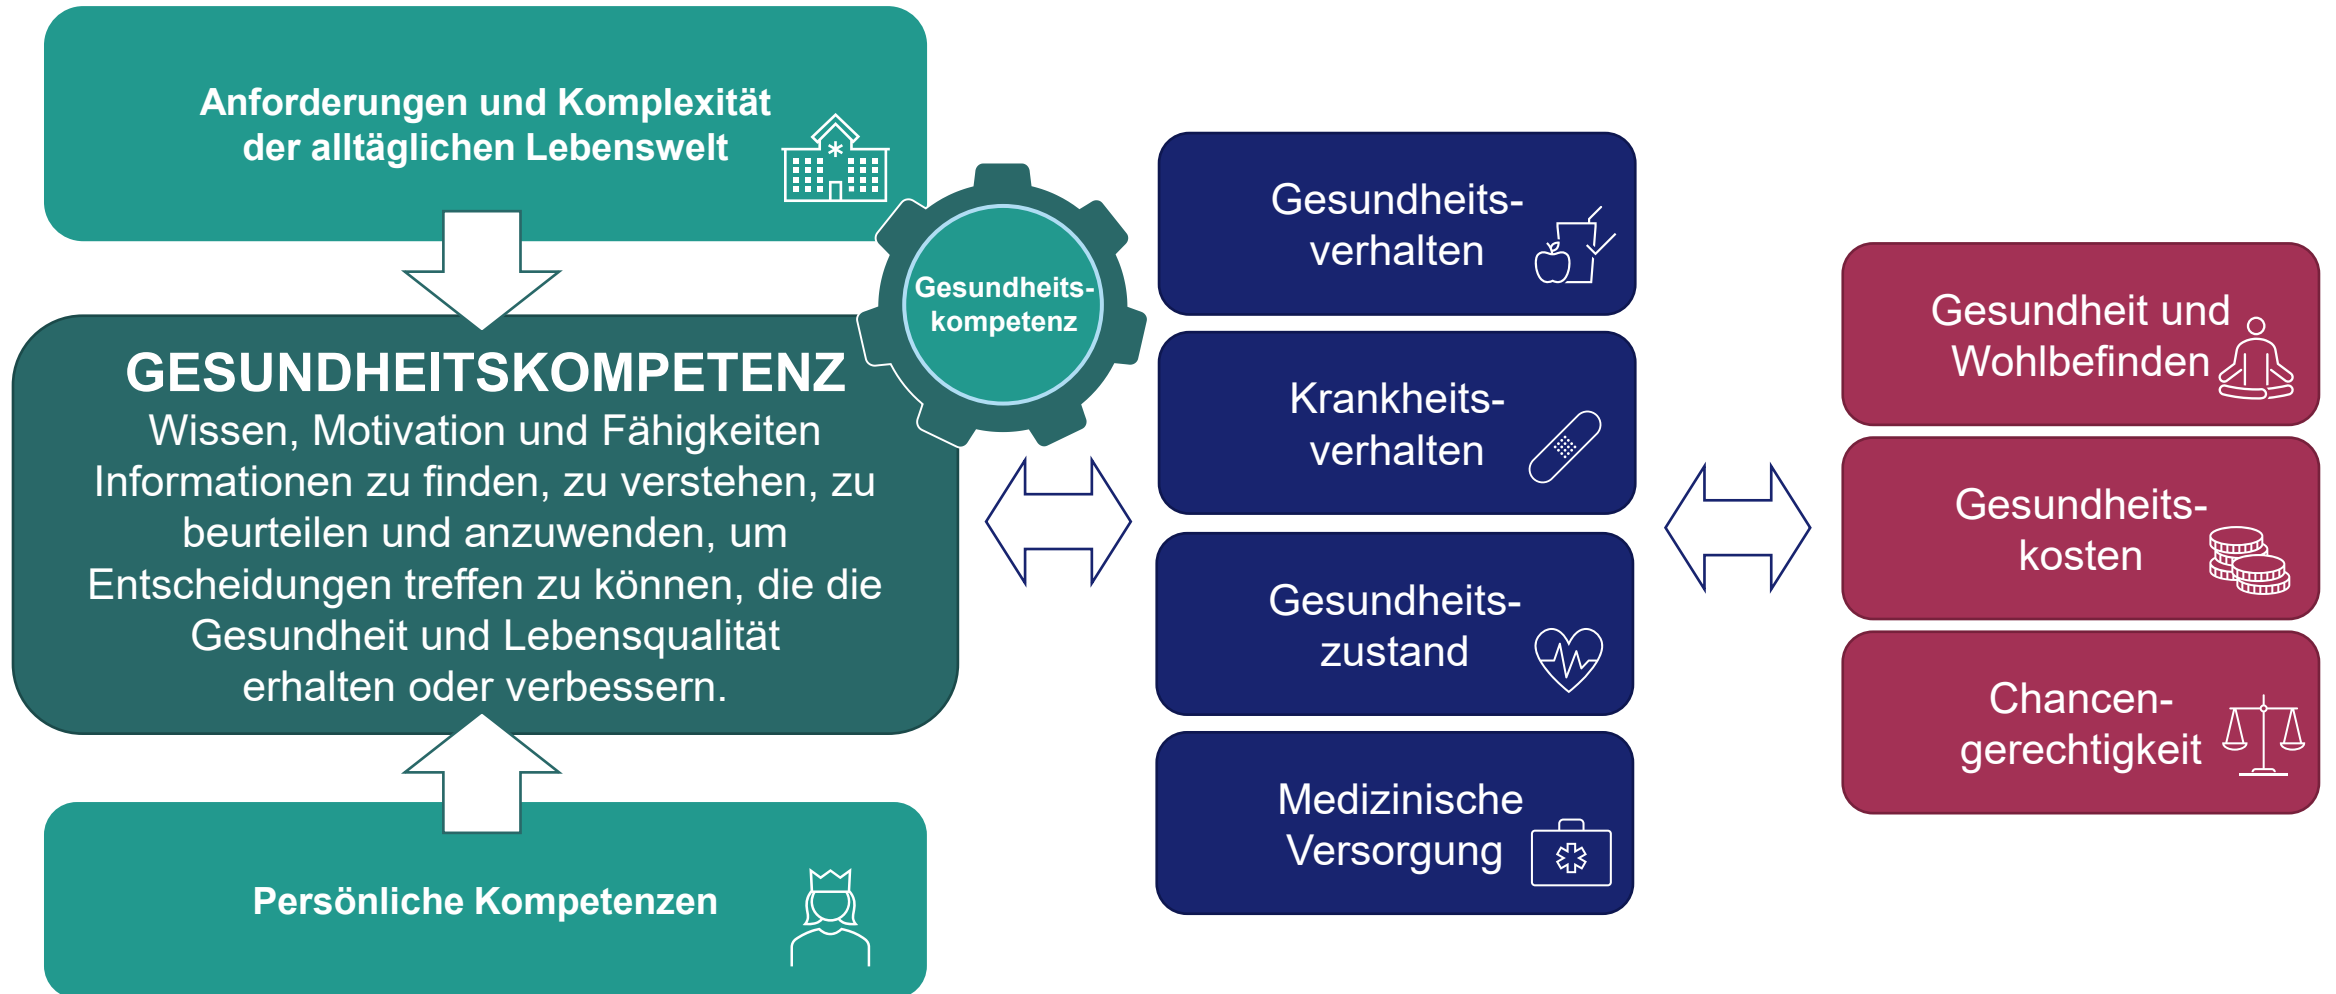 Anforderungen und Komplexität
der alltäglichen Lebenswelt
Gesundheits-
kompetenz
GESUNDHEITSKOMPETENZ
Wissen, Motivation und Fähigkeiten
Informationen zu finden, zu verstehen, zu
beurteilen und anzuwenden, um
Entscheidungen treffen zu können, die die
Gesundheit und Lebensqualität
erhalten oder verbessern.
Persönliche Kompetenzen
Gesundheits-
verhalten
Krankheits-
verhalten
Gesundheits-
zustand
Medizinische
Versorgung
Gesundheit und
Wohlbefinden
Gesundheits-
kosten
Chancen-
gerechtigkeit